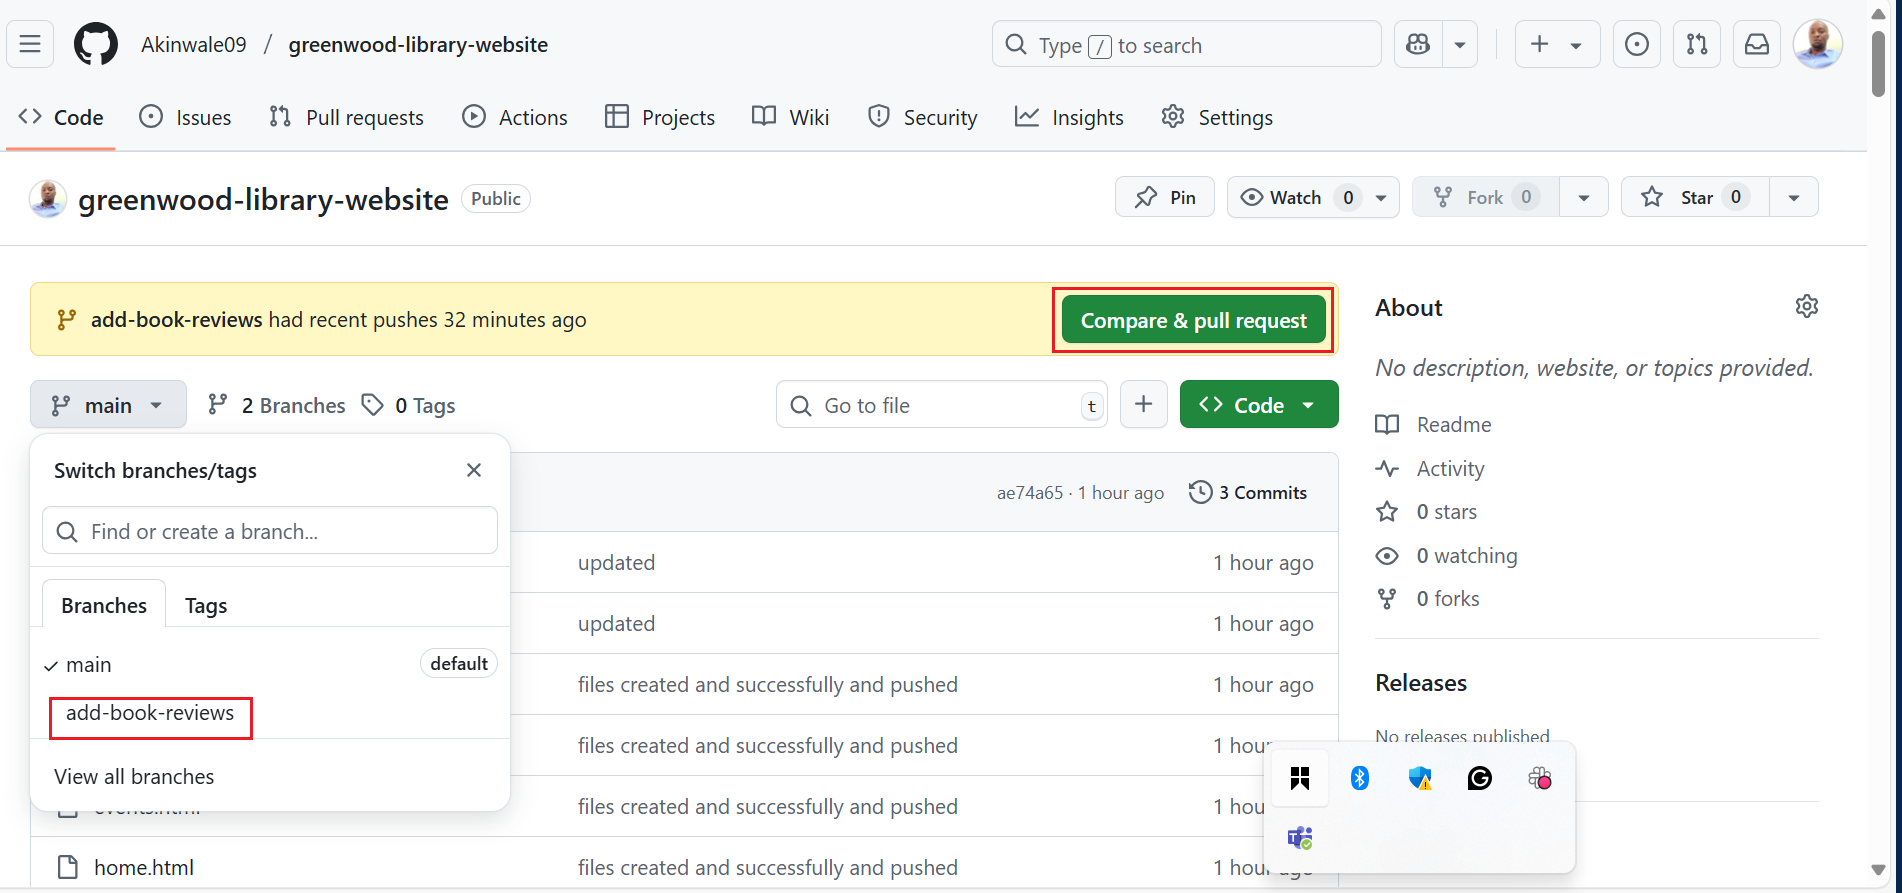 Akinwale09 / greenwood-library-website
Type / to search
Code Issues Pull requests Actions Projects Wiki Security Insights Settings
greenwood-library-website Public
Pin Watch 0 Fork 0 Star 0
add-book-reviews had recent pushes 32 minutes ago
Compare & pull request
main 2 Branches 0 Tags
Go to file t
Code
Switch branches/tags
Find or create a branch...
Branches Tags
main default
add-book-reviews
View all branches
ae74a65 · 1 hour ago 3 Commits
updated 1 hour ago
updated 1 hour ago
files created and successfully and pushed 1 hour ago
files created and successfully and pushed 1 hour
files created and successfully and pushed 1 hou
events.html
home.html files created and successfully and pushed 1 hour ago
About
No description, website, or topics provided.
Readme
Activity
0 stars
0 watching
0 forks
Releases
No releases published